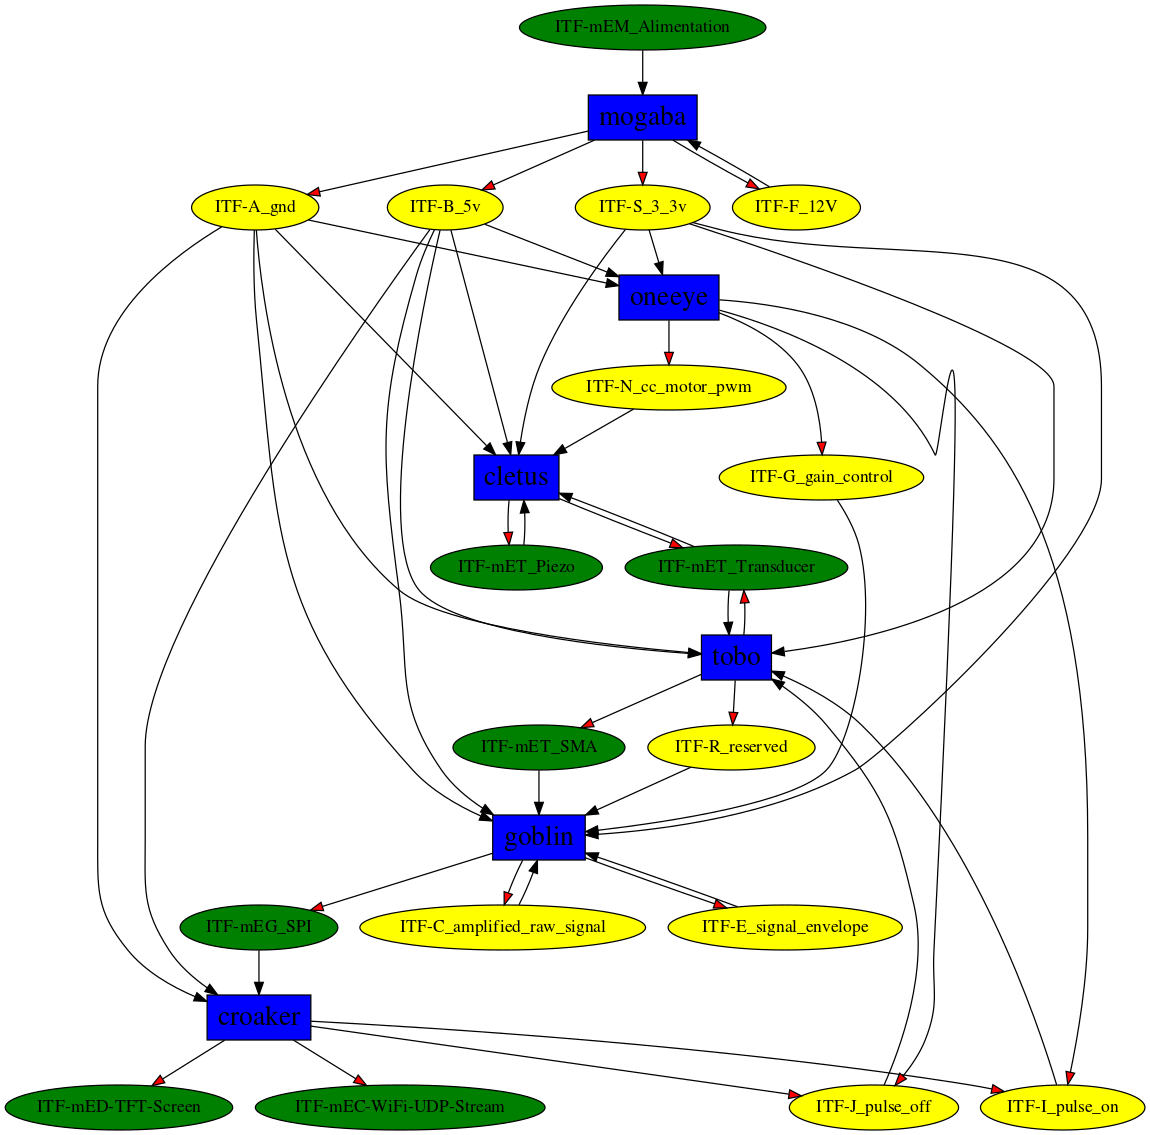 ITF-mEM_Alimentation
mogaba
ITF-A_gnd
ITF-B_5v
ITF-S_3_3v
ITF-F_12V
oneeye
ITF-N_cc_motor_pwm
cletus
ITF-G_gain_control
ITF-mET_Piezo
ITF-mET_Transducer
tobo
ITF-mET_SMA
ITF-R_reserved
goblin
ITF-mEG_SPI
ITF-C_amplified_raw_signal
ITF-E_signal_envelope
croaker
ITF-mED-TFT-Screen
ITF-mEC-WiFi-UDP-Stream
ITF-J_pulse_off
ITF-I_pulse_on